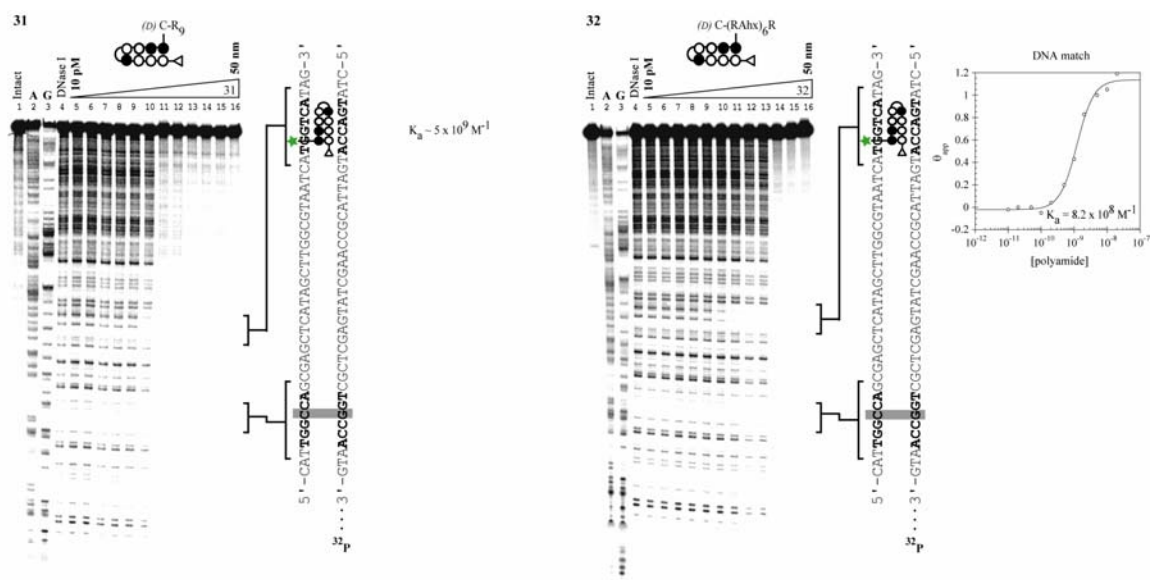 31
(D) C-R9
Intact
A
G
DNase I
10 pM
50 nm
31
1 2 3 4 5 6 7 8 9 10 11 12 13 14 15 16
5'-CATTGGCCAGCGAGCTCATAGCTTGGCGTAATCATGGTCATAG-3'
32P...3'-GTAACCGGTCGCTCGAGTATCGAACCGCATTAGTACCAGTATC-5'
Ka ~ 5 x 10^9 M^-1
32
(D) C-(RAhx)6R
Intact
A
G
DNase I
10 pM
50 nm
32
1 2 3 4 5 6 7 8 9 10 11 12 13 14 15 16
5'-CATTGGCCAGCGAGCTCATAGCTTGGCGTAATCATGGTCATAG-3'
32P...3'-GTAACCGGTCGCTCGAGTATCGAACCGCATTAGTACCAGTATC-5'
DNA match
1.2
1
0.8
0.6
0.4
0.2
0
-0.2
θapp
Ka = 8.2 x 10^8 M^-1
10^-12 10^-11 10^-10 10^-9 10^-8 10^-7
[polyamide]